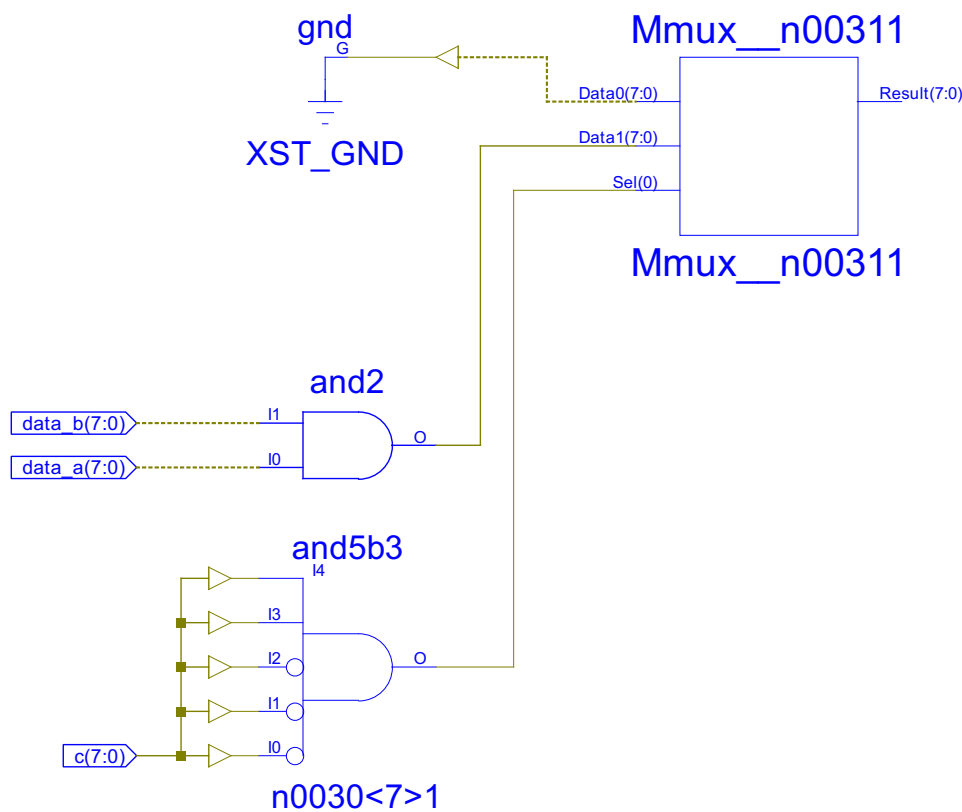 gnd
G
XST_GND
Mmux__n00311
Data0(7:0)
Result(7:0)
Data1(7:0)
Sel(0)
Mmux__n00311
and2
data_b(7:0)
I1
O
data_a(7:0)
I0
and5b3
I4
I3
I2
O
I1
c(7:0)
I0
n0030<7>1